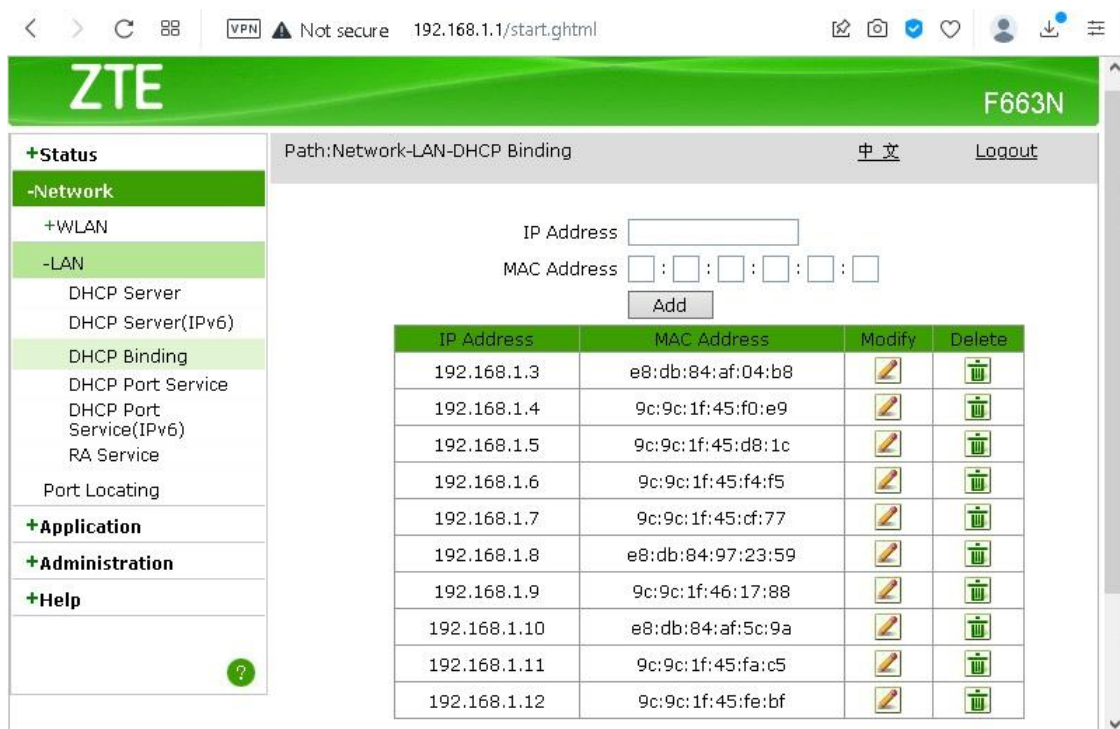 VPN Not secure 192.168.1.1/start.ghtml
ZTE
F663N
+Status
-Network
+WLAN
-LAN
DHCP Server
DHCP Server(IPv6)
DHCP Binding
DHCP Port Service
DHCP Port
Service(IPv6)
RA Service
Port Locating
+Application
+Administration
+Help
?
Path:Network-LAN-DHCP Binding 中 文 Logout
IP Address
MAC Address : : : : :
Add
IP Address MAC Address Modify Delete
192.168.1.3 e8:db:84:af:04:b8
192.168.1.4 9c:9c:1f:45:f0:e9
192.168.1.5 9c:9c:1f:45:d8:1c
192.168.1.6 9c:9c:1f:45:f4:f5
192.168.1.7 9c:9c:1f:45:cf:77
192.168.1.8 e8:db:84:97:23:59
192.168.1.9 9c:9c:1f:46:17:88
192.168.1.10 e8:db:84:af:5c:9a
192.168.1.11 9c:9c:1f:45:fa:c5
192.168.1.12 9c:9c:1f:45:fe:bf